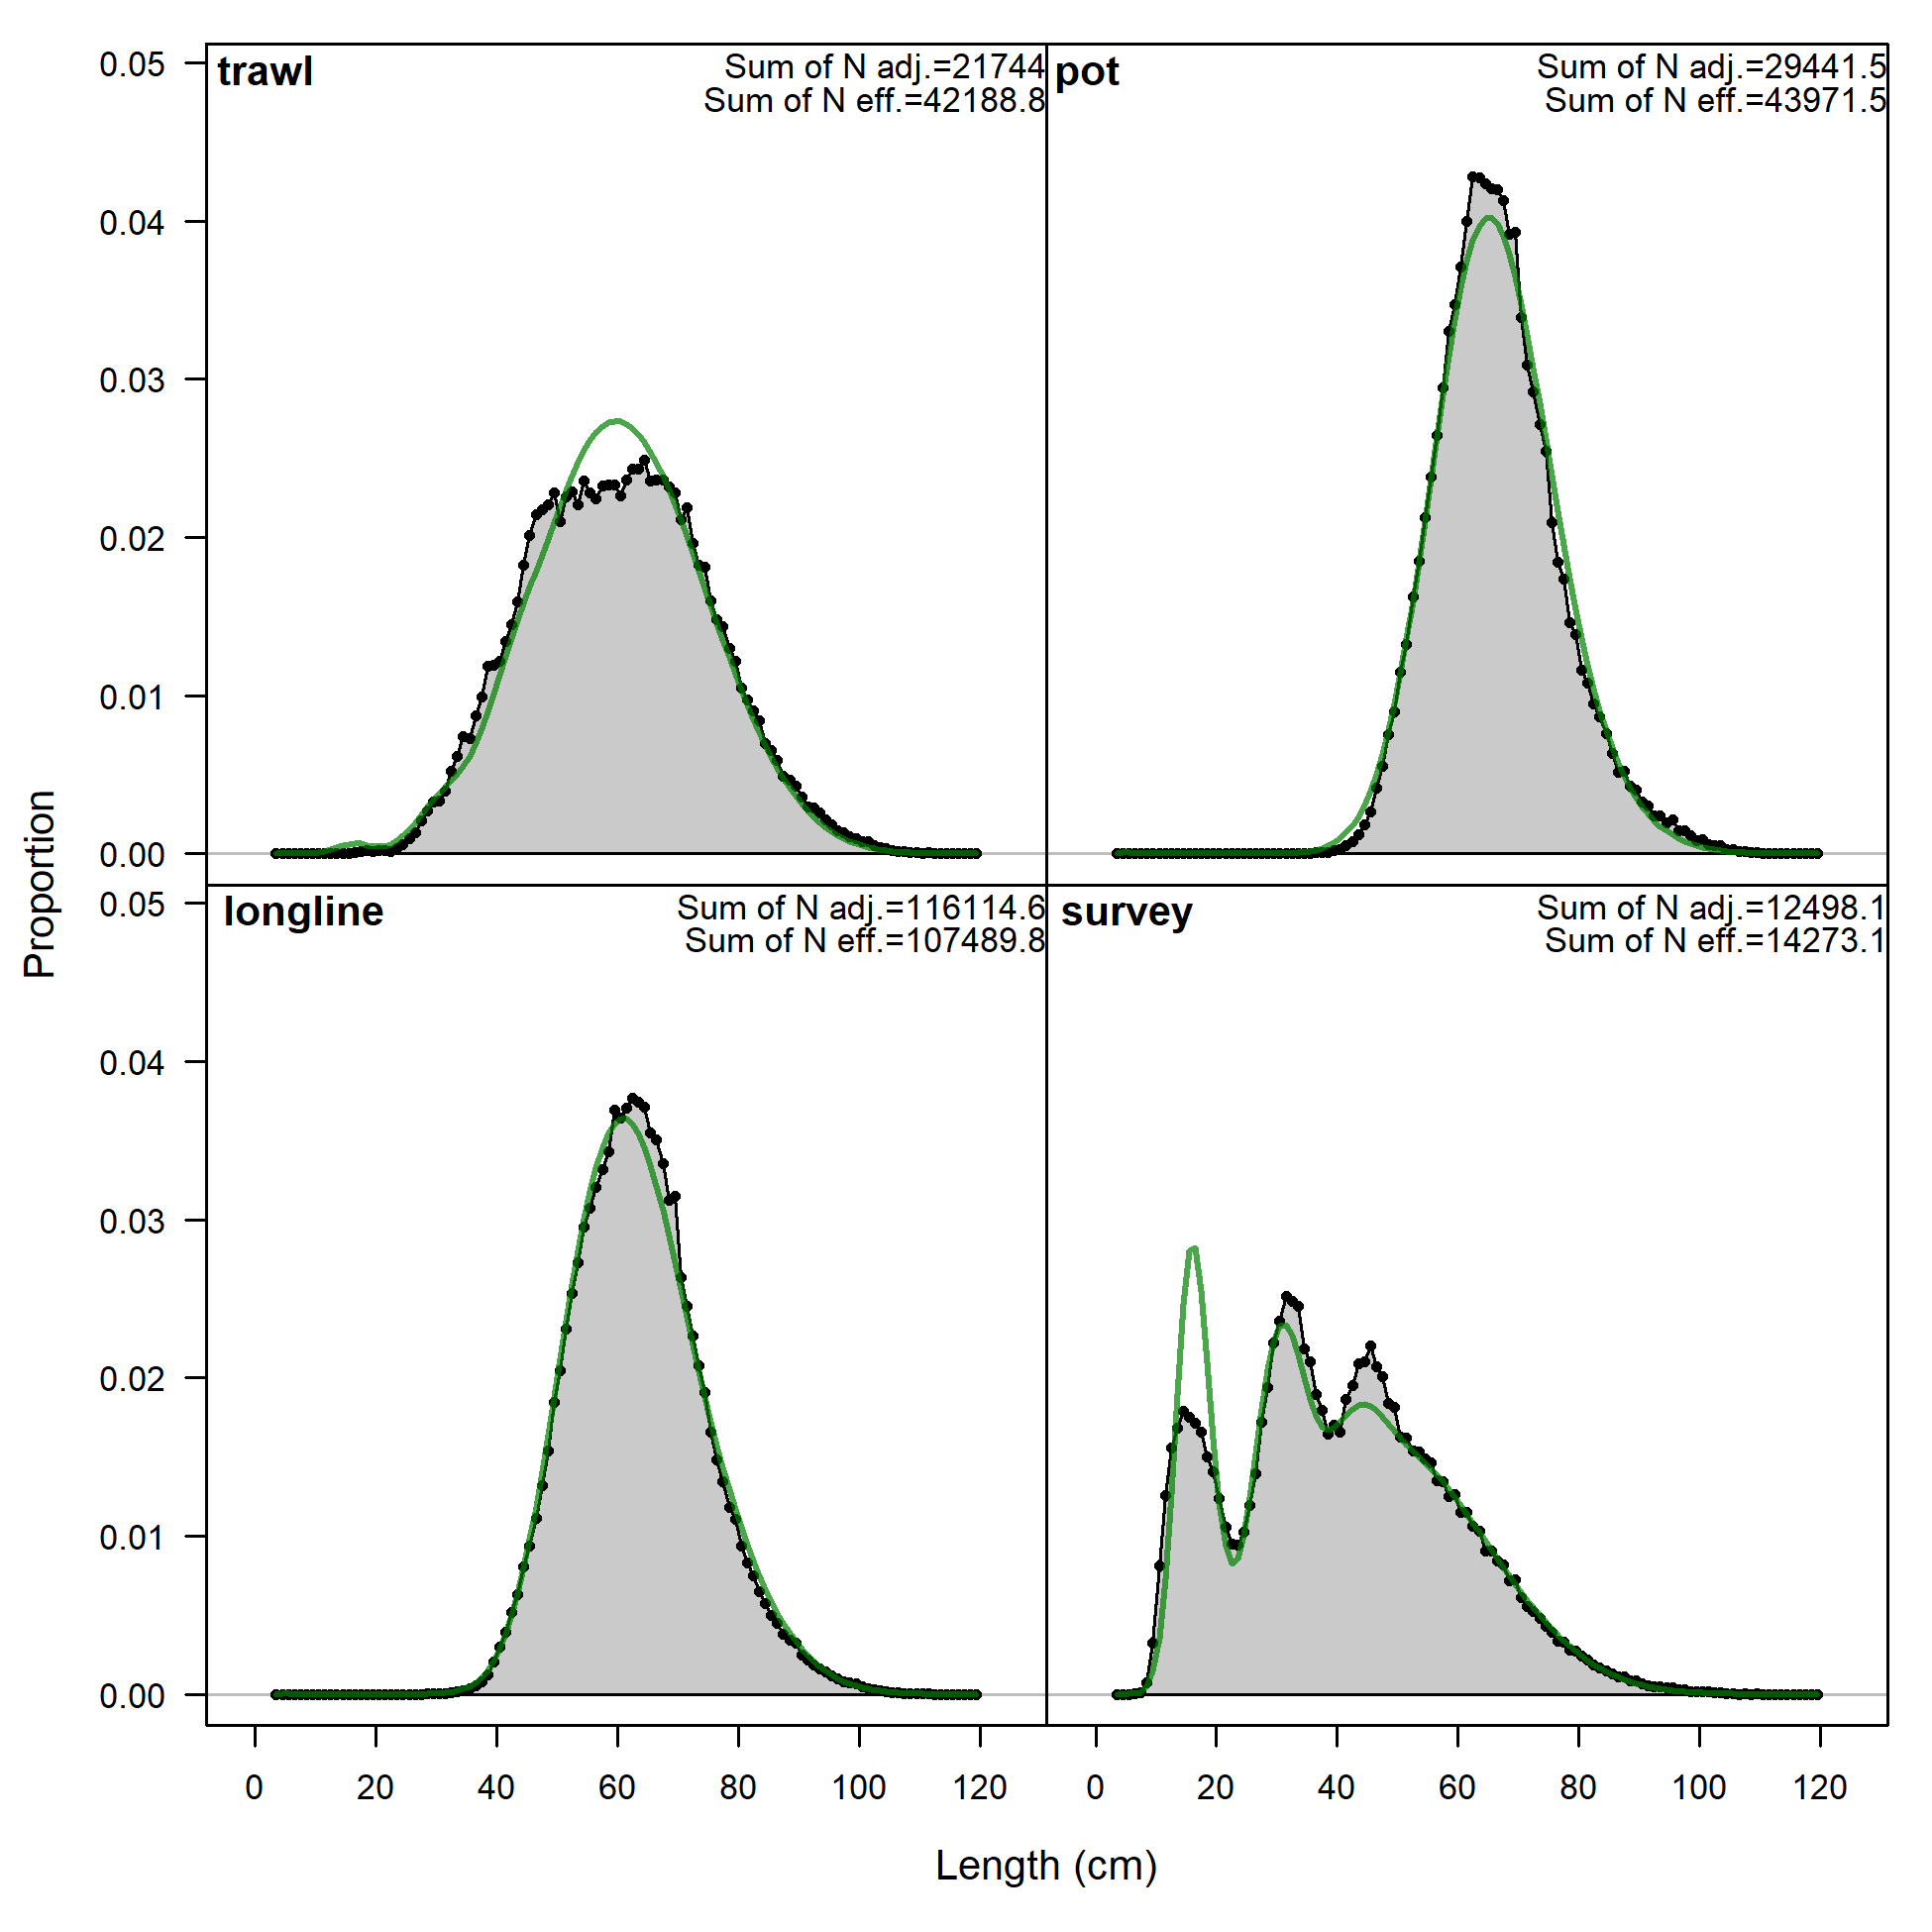 trawl
Sum of N adj.=21744
Sum of N eff.=42188.8
pot
Sum of N adj.=29441.5
Sum of N eff.=43971.5
0.05
0.04
0.03
0.02
0.01
0.00
longline
Sum of N adj.=116114.6
Sum of N eff.=107489.8
survey
Sum of N adj.=12498.1
Sum of N eff.=14273.1
0.05
0.04
0.03
0.02
0.01
0.00
Proportion
0 20 40 60 80 100 120
0 20 40 60 80 100 120
Length (cm)